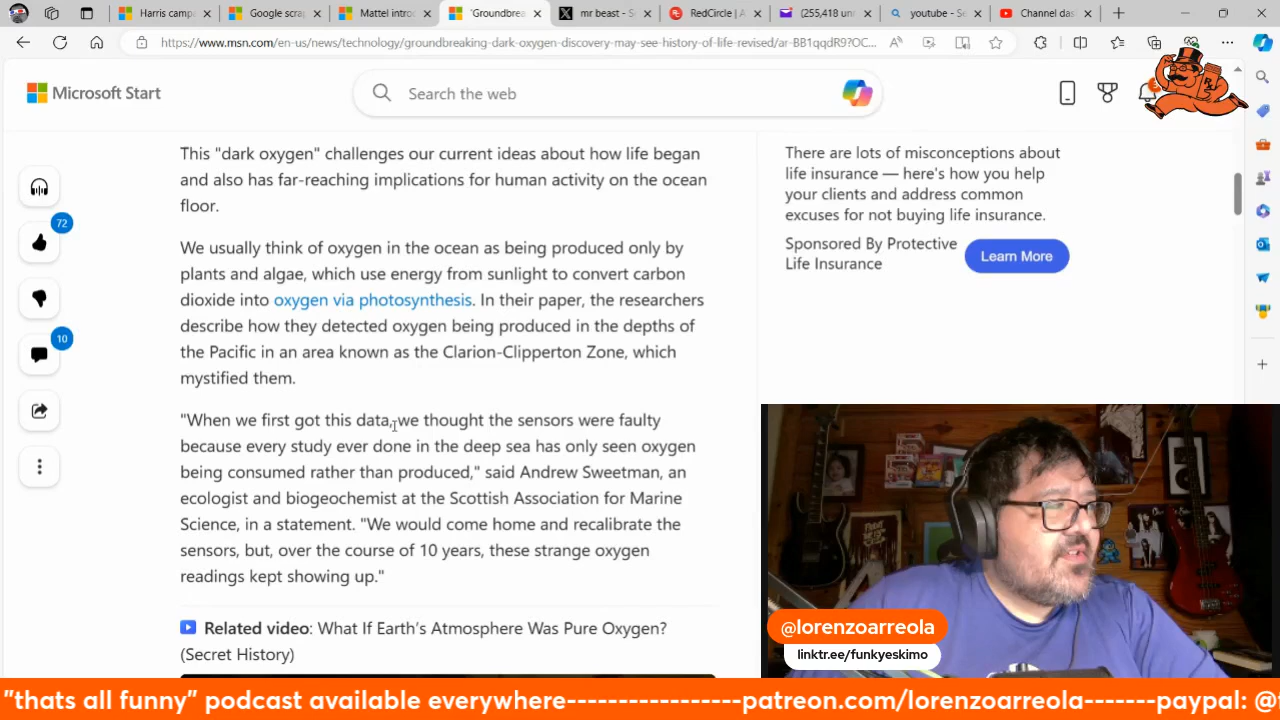 Harris camp
Google scrap
Mattel intro
"Groundbrea
mr beast - Se
RedCircle | A
(255,418 un
youtube - Se
Channel das
https://www.msn.com/en-us/news/technology/groundbreaking-dark-oxygen-discovery-may-see-history-of-life-revised/ar-BB1qqdR9?OC...
Microsoft Start
Search the web
This "dark oxygen" challenges our current ideas about how life began
and also has far-reaching implications for human activity on the ocean
floor.
We usually think of oxygen in the ocean as being produced only by
plants and algae, which use energy from sunlight to convert carbon
dioxide into oxygen via photosynthesis. In their paper, the researchers
describe how they detected oxygen being produced in the depths of
the Pacific in an area known as the Clarion-Clipperton Zone, which
mystified them.
"When we first got this data, we thought the sensors were faulty
because every study ever done in the deep sea has only seen oxygen
being consumed rather than produced," said Andrew Sweetman, an
ecologist and biogeochemist at the Scottish Association for Marine
Science, in a statement. "We would come home and recalibrate the
sensors, but, over the course of 10 years, these strange oxygen
readings kept showing up."
Related video: What If Earth's Atmosphere Was Pure Oxygen?
(Secret History)
72
10
There are lots of misconceptions about
life insurance — here's how you help
your clients and address common
excuses for not buying life insurance.
Sponsored By Protective
Life Insurance
Learn More
@lorenzoarreola
linktr.ee/funkyeskimo
"thats all funny" podcast available everywhere-----------------patreon.com/lorenzoarreola-------paypal: @